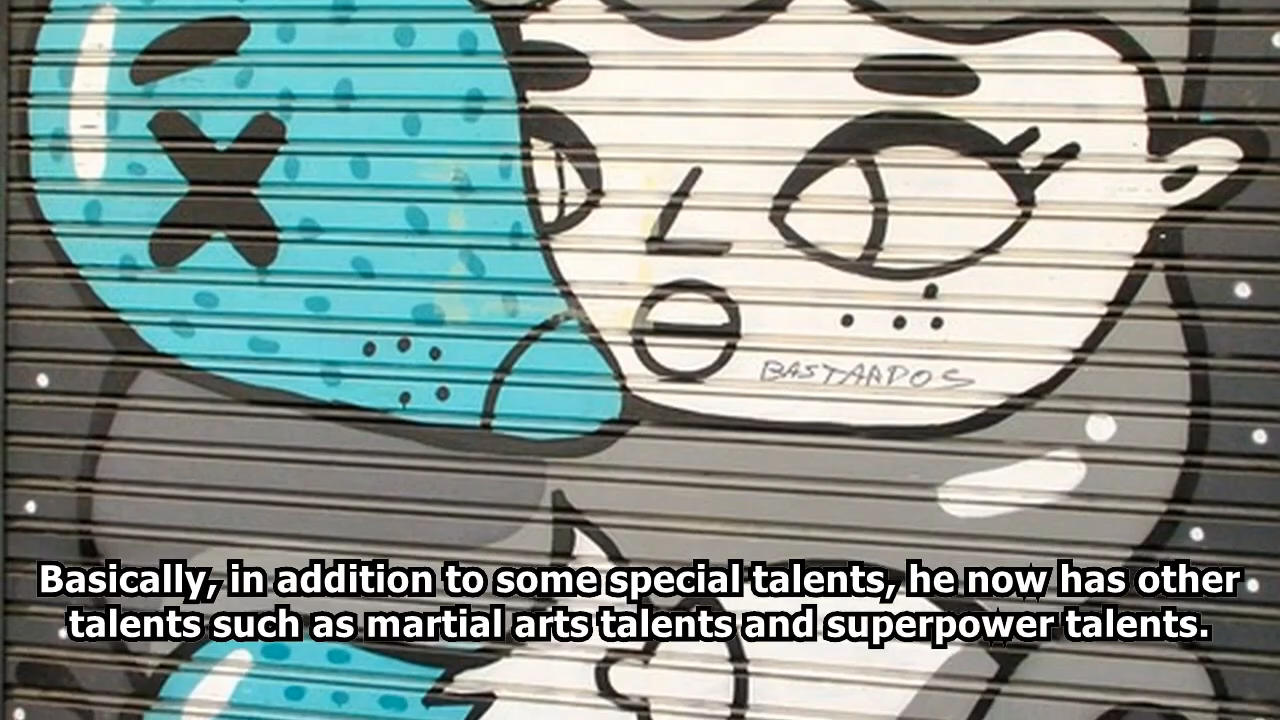 BASTARDOS
Basically, in addition to some special talents, he now has other
talents such as martial arts talents and superpower talents.